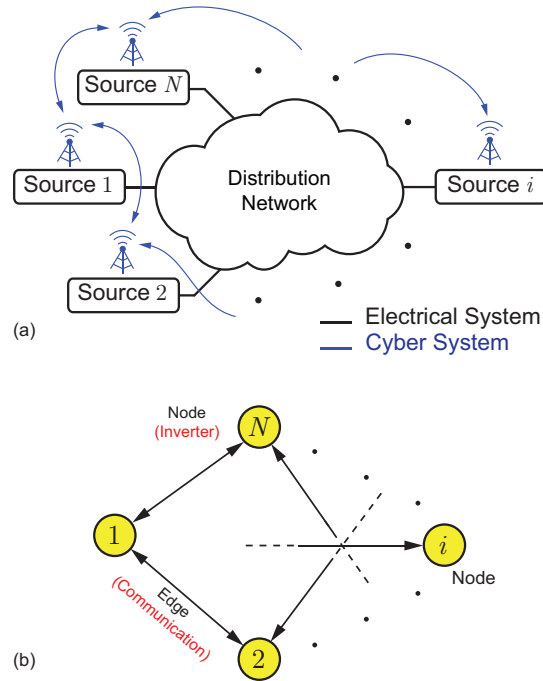 Source N
Source 1
Distribution
Network
Source i
Source 2
(a)
Electrical System
Cyber System
Node
(Inverter)
N
1
i
Node
Edge
(Communication)
2
(b)